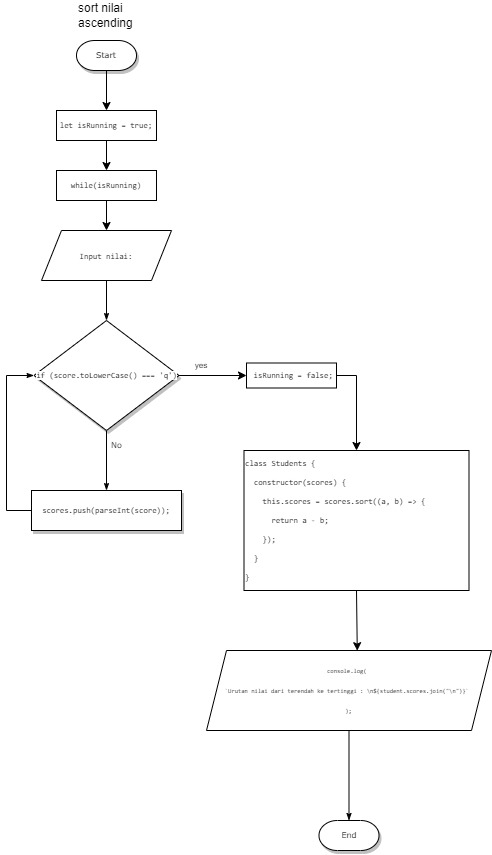 sort nilai
ascending
Start
let isRunning = true;
while(isRunning)
Input nilai:
if (score.toLowerCase() === 'q')
yes
isRunning = false;
No
scores.push(parseInt(score));
class Students {
constructor(scores) {
this.scores = scores.sort((a, b) => {
return a - b;
});
}
}
console.log(
`Urutan nilai dari terendah ke tertinggi : \n${student.scores.join("\n")}`
);
End